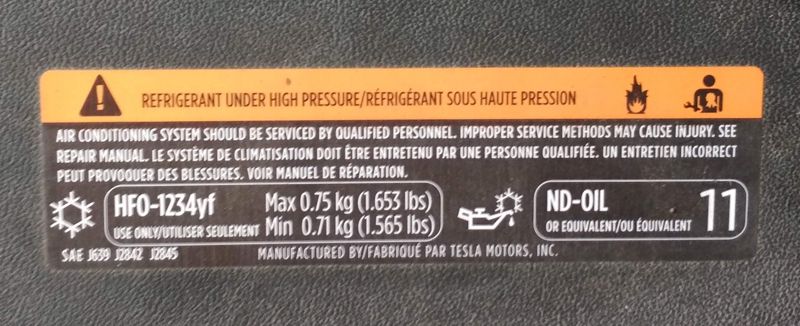 REFRIGERANT UNDER HIGH PRESSURE/RÉFRIGÉRANT SOUS HAUTE PRESSION
AIR CONDITIONING SYSTEM SHOULD BE SERVICED BY QUALIFIED PERSONNEL. IMPROPER SERVICE METHODS MAY CAUSE INJURY. SEE
REPAIR MANUAL. LE SYSTÈME DE CLIMATISATION DOIT ÊTRE ENTRETENU PAR UNE PERSONNE QUALIFIÉE. UN ENTRETIEN INCORRECT
PEUT PROVOQUER DES BLESSURES. VOIR MANUEL DE RÉPARATION.
HFO-1234yf
USE ONLY/UTILISER SEULEMENT
Max 0.75 kg (1.653 lbs)
Min 0.71 kg (1.565 lbs)
ND-OIL 11
OR EQUIVALENT/OU ÉQUIVALENT
SAE J639 J2842 J2845
MANUFACTURED BY/FABRIQUÉ PAR TESLA MOTORS, INC.